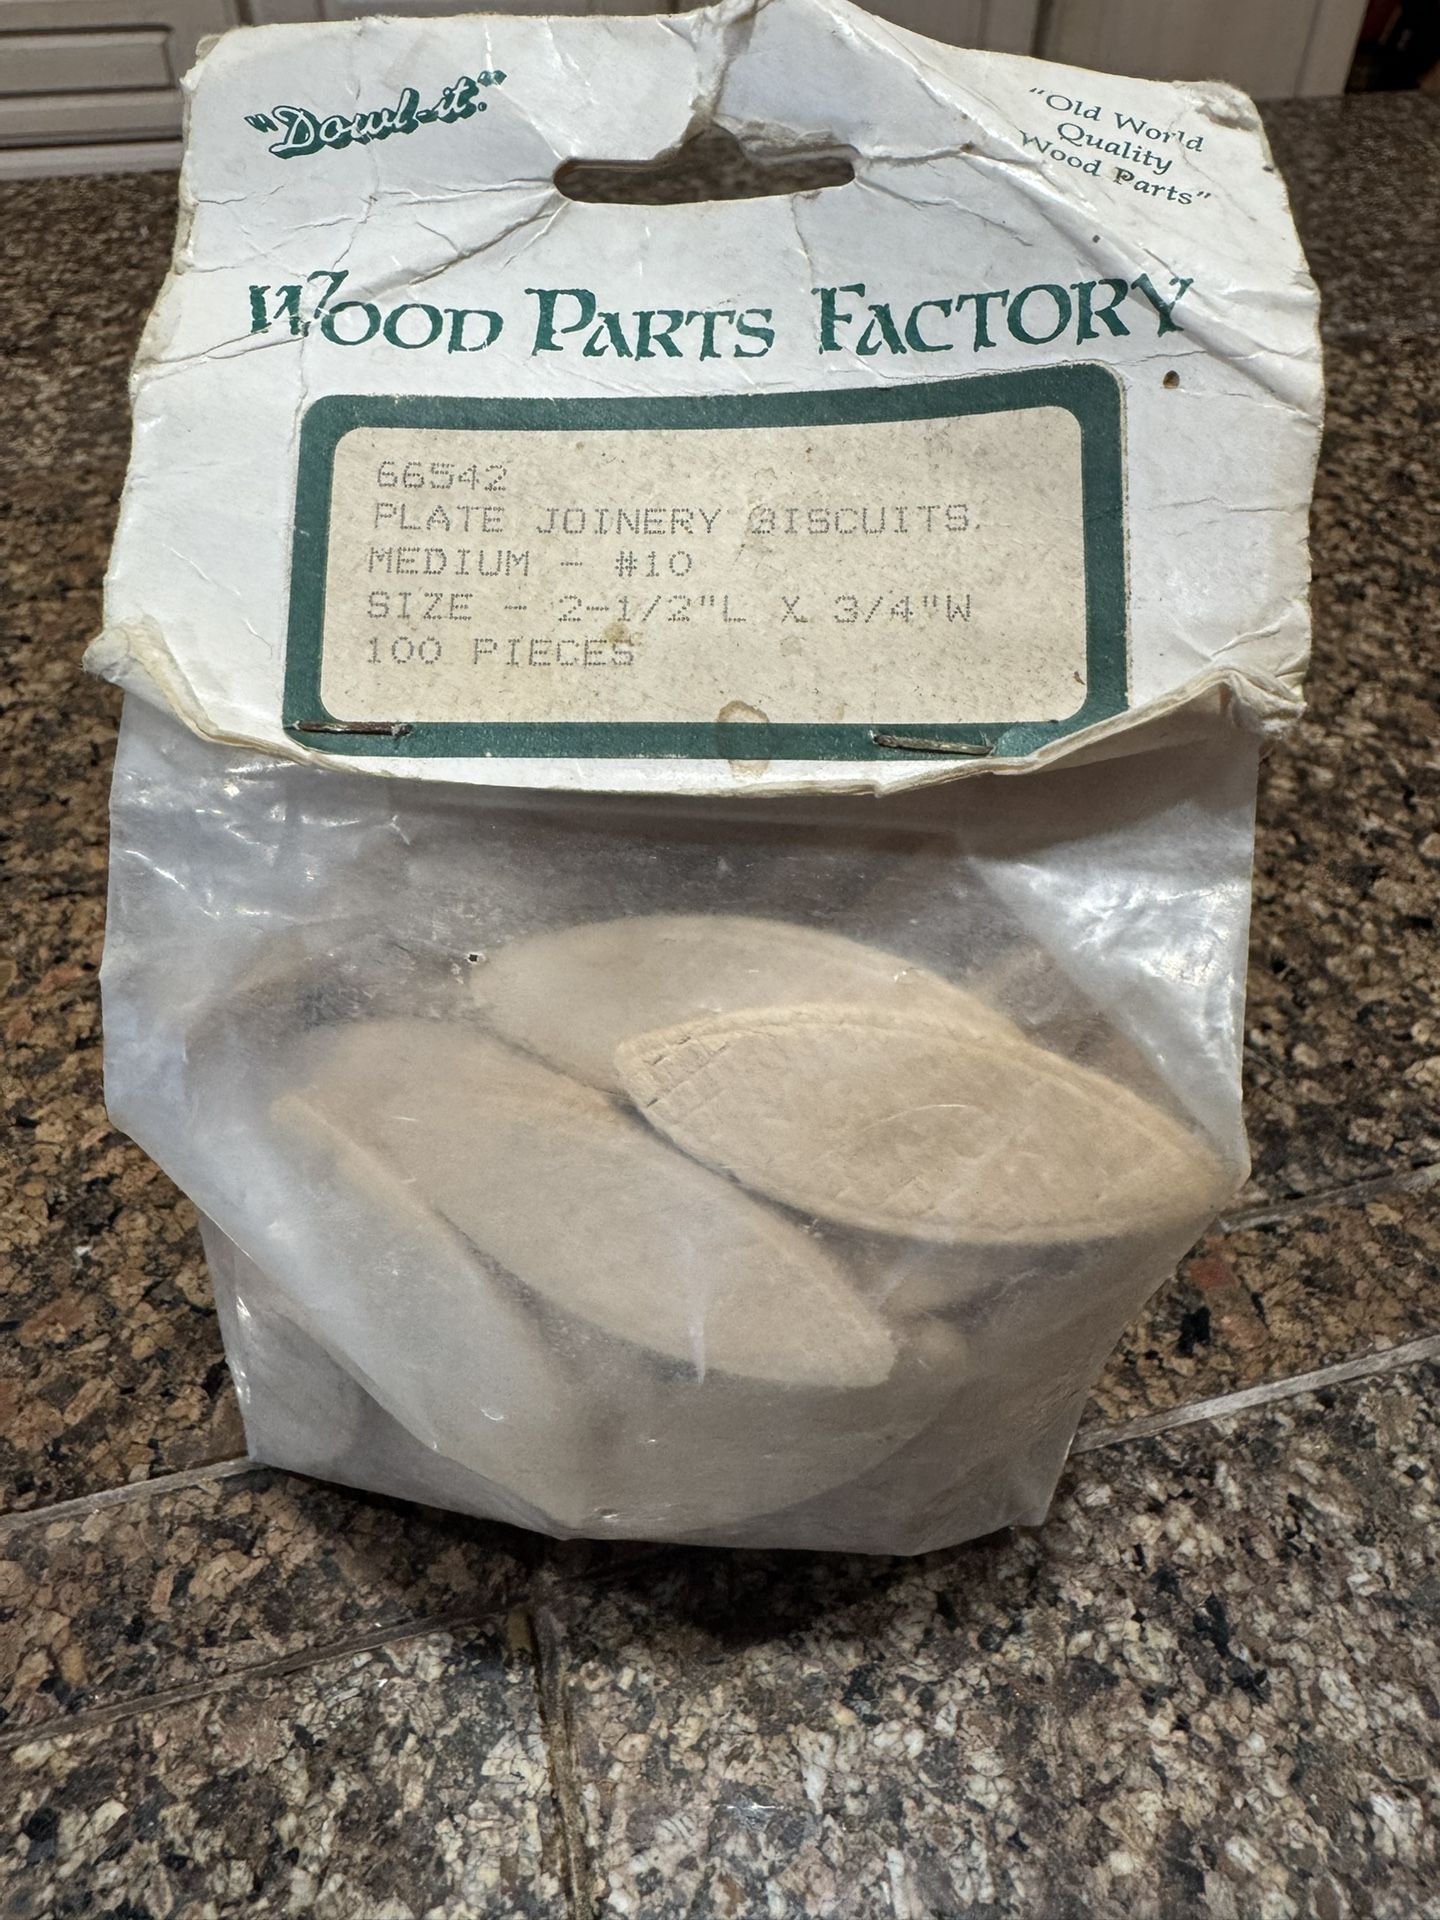 "Dowl-it."
"Old World
Quality
Wood Parts"
WOOD PARTS FACTORY
66542
PLATE JOINERY BISCUITS.
MEDIUM - #10
SIZE - 2-1/2"L X 3/4"W
100 PIECES